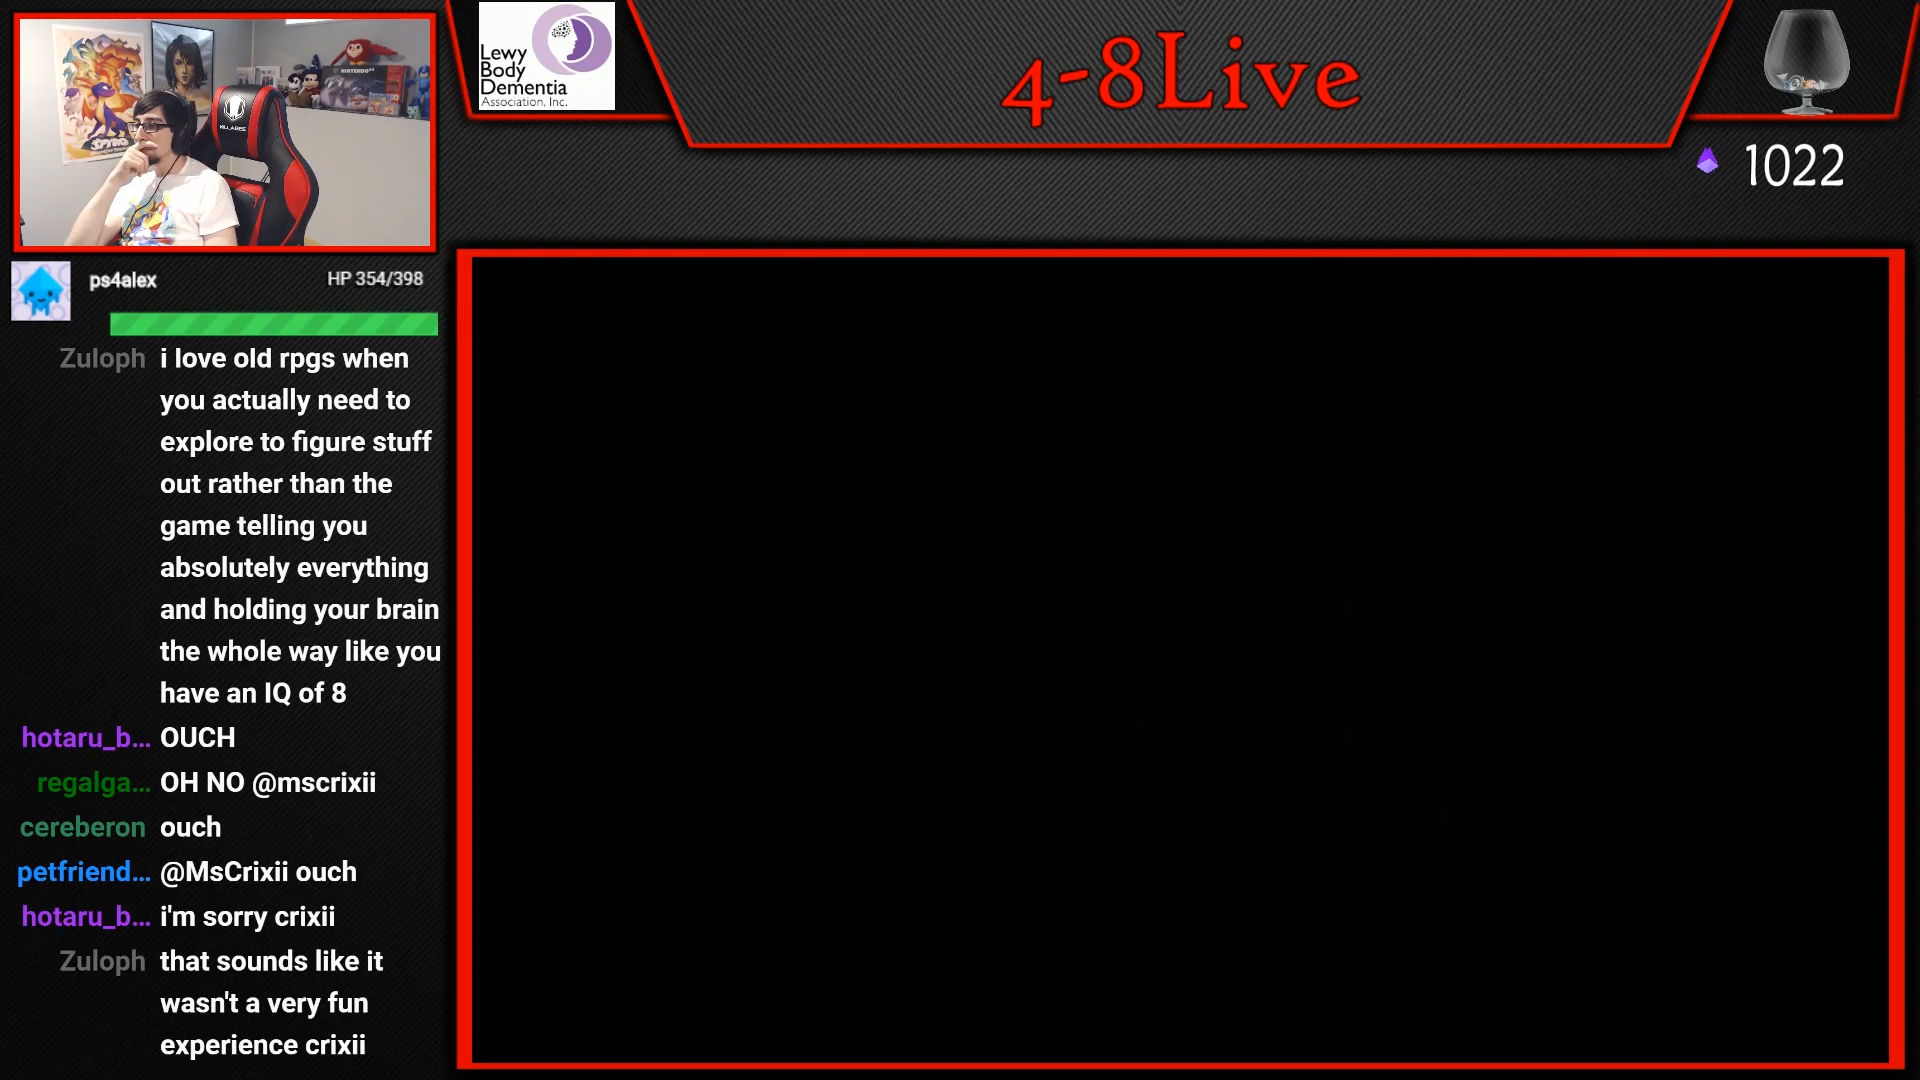 Lewy
Body
Dementia
Association, Inc.
4-8Live
1022
SPYRO
NINTENDO
ps4alex HP 354/398
Zuloph i love old rpgs when
you actually need to
explore to figure stuff
out rather than the
game telling you
absolutely everything
and holding your brain
the whole way like you
have an IQ of 8
hotaru_b... OUCH
regalga... OH NO @mscrixii
cereberon ouch
petfriend... @MsCrixii ouch
hotaru_b... i'm sorry crixii
Zuloph that sounds like it
wasn't a very fun
experience crixii